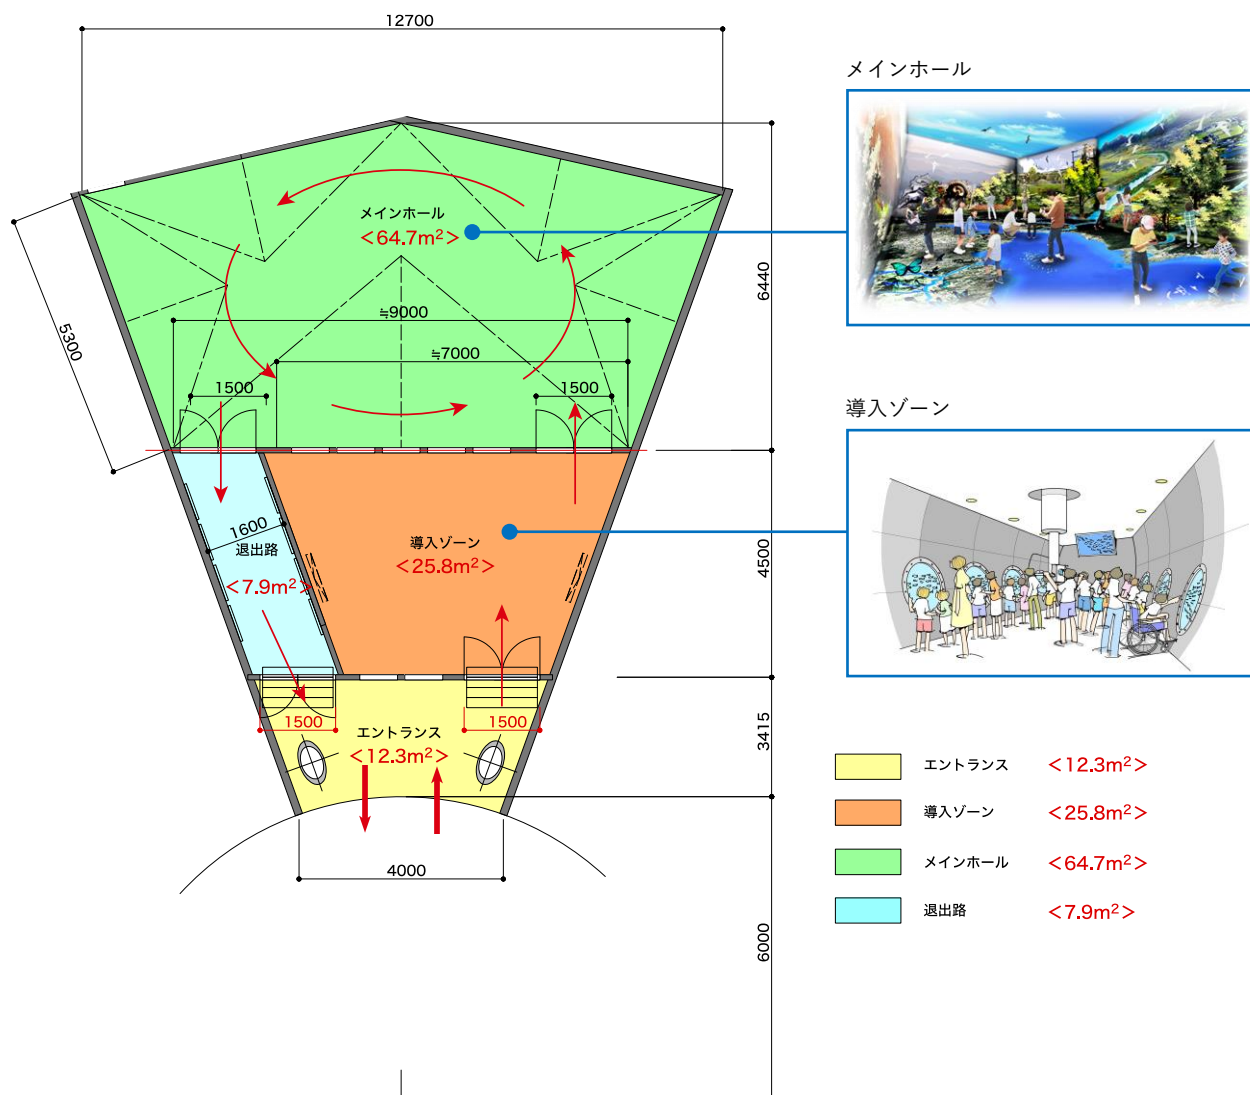 12700
メインホール
メインホール
<64.7m²>
6440
5300
≒9000
≒7000
1500
1500
導入ゾーン
1600
退出路
<7.9m²>
導入ゾーン
<25.8m²>
4500
1500
1500
エントランス
<12.3m²>
3415
エントランス <12.3m²>
導入ゾーン <25.8m²>
メインホール <64.7m²>
退出路 <7.9m²>
4000
6000